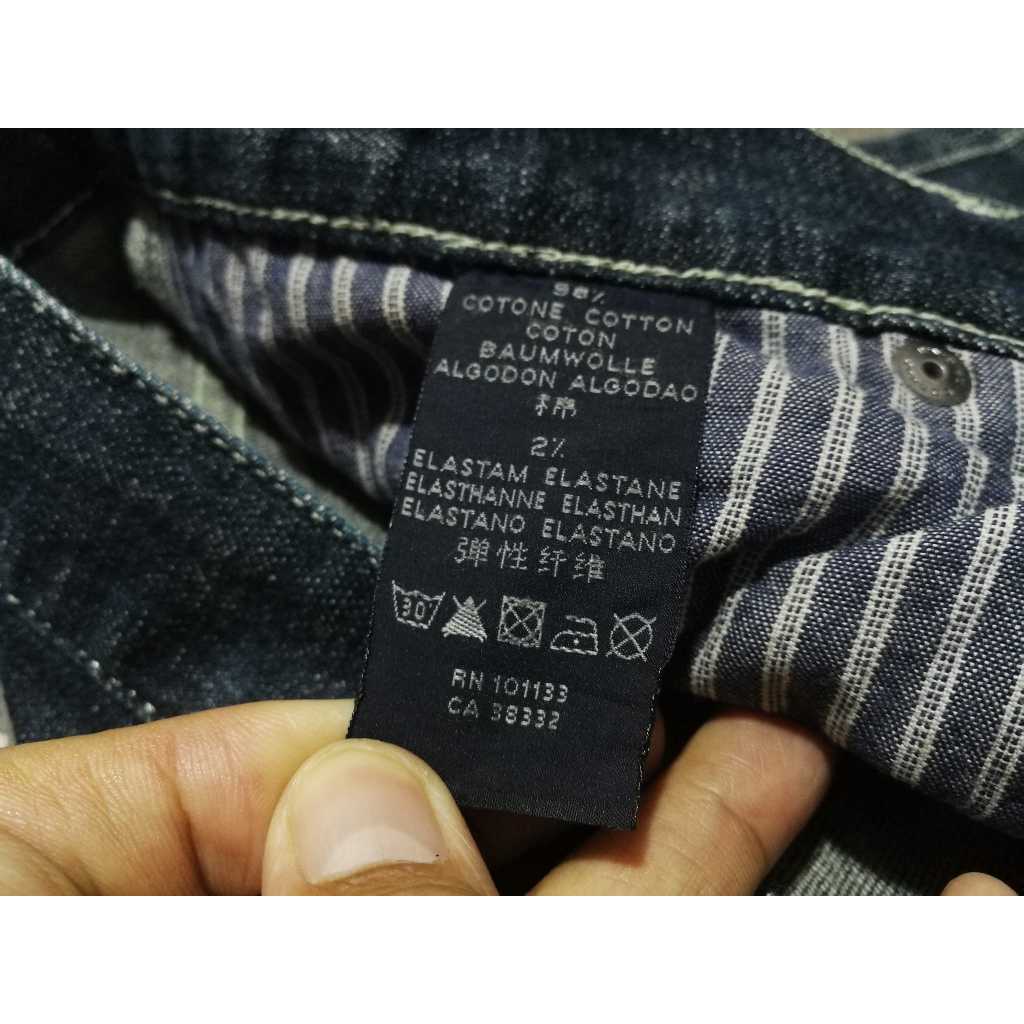 98%
COTONE COTTON
COTON
BAUMWOLLE
ALGODON ALGODAO
棉
2%
ELASTAM ELASTANE
ELASTHANNE ELASTHAN
ELASTANO ELASTANO
弹性纤维
30
RN 101133
CA 38332